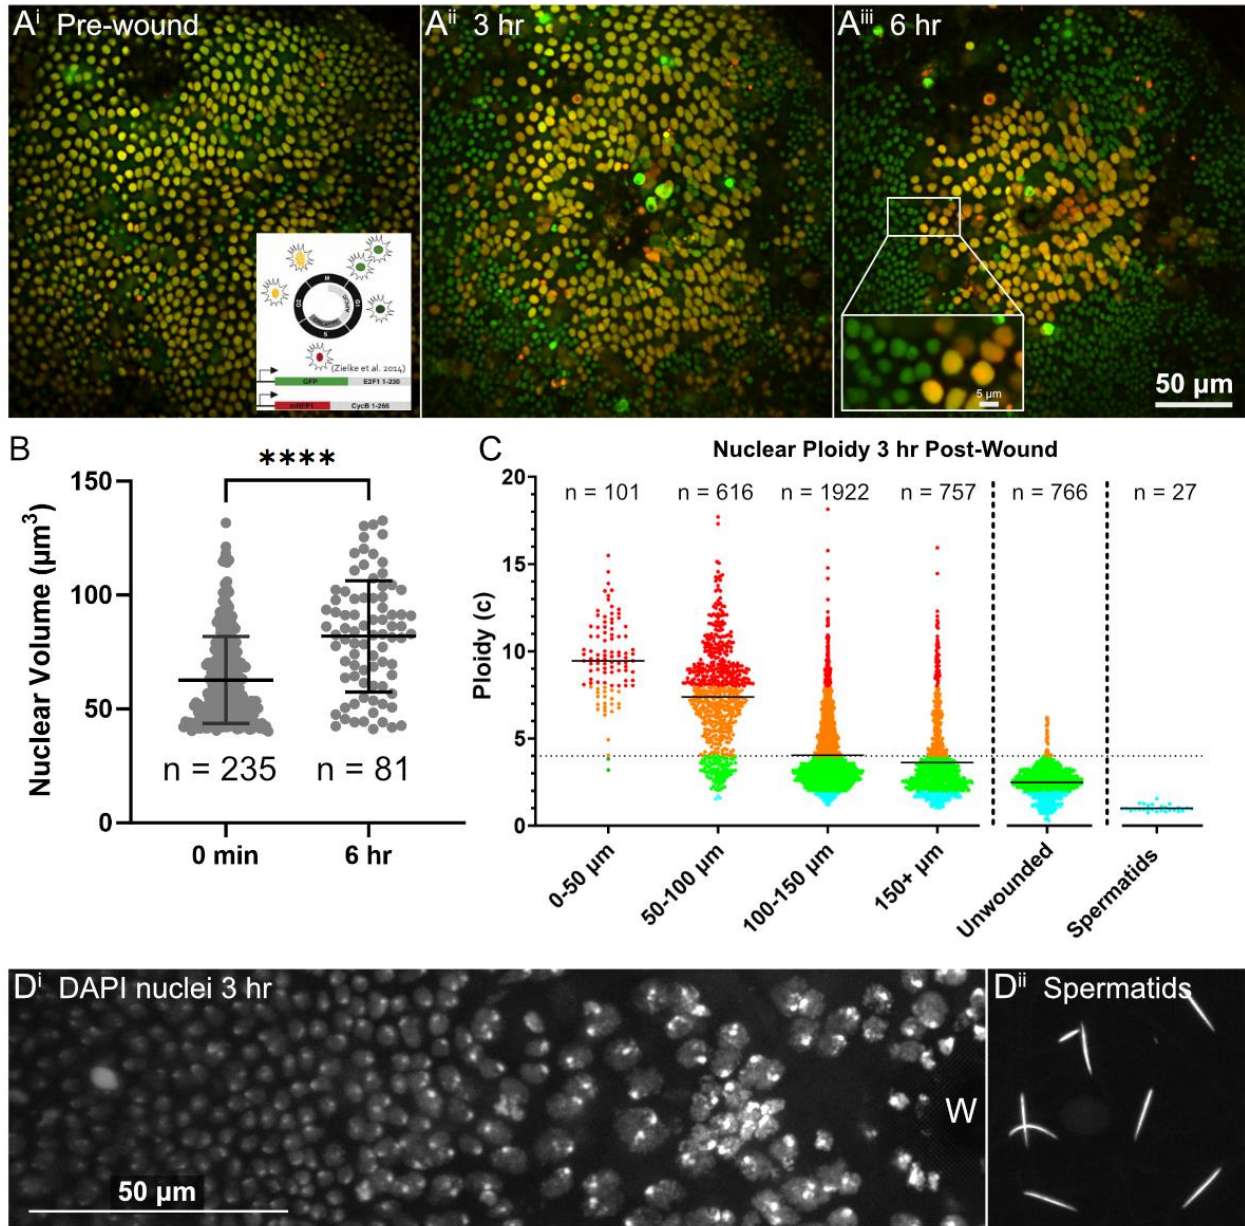 Aⁱ Pre-wound
Aⁱⁱ 3 hr
Aⁱⁱⁱ 6 hr
M
G1
S
G2
(Zielke et al. 2014)
GFP E2F1 1-230
mRFP1 CycB 1-266
5 µm
50 µm
B
****
Nuclear Volume (µm³)
150
100
50
0
n = 235
n = 81
0 min
6 hr
C
Nuclear Ploidy 3 hr Post-Wound
Ploidy (c)
20
15
10
5
0
n = 101
n = 616
n = 1922
n = 757
n = 766
n = 27
0-50 µm
50-100 µm
100-150 µm
150+ µm
Unwounded
Spermatids
Dⁱ DAPI nuclei 3 hr
50 µm
W
Dⁱⁱ Spermatids